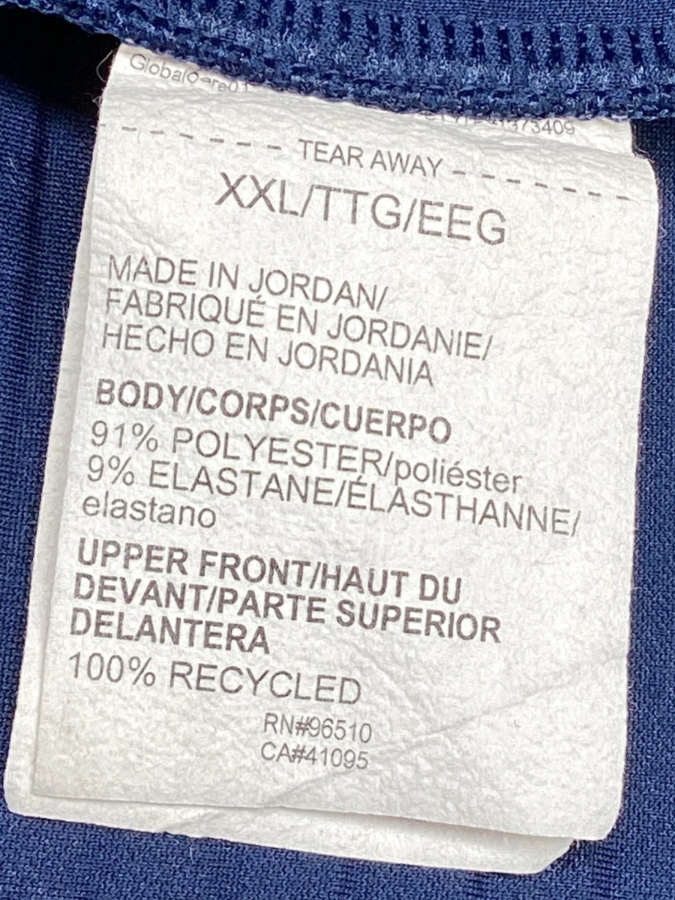 TEAR AWAY
XXL/TTG/EEG
MADE IN JORDAN/
FABRIQUÉ EN JORDANIE/
HECHO EN JORDANIA
BODY/CORPS/CUERPO
91% POLYESTER/poliéster
9% ELASTANE/ÉLASTHANNE/
elastano
UPPER FRONT/HAUT DU
DEVANT/PARTE SUPERIOR
DELANTERA
100% RECYCLED
RN#96510
CA#41095